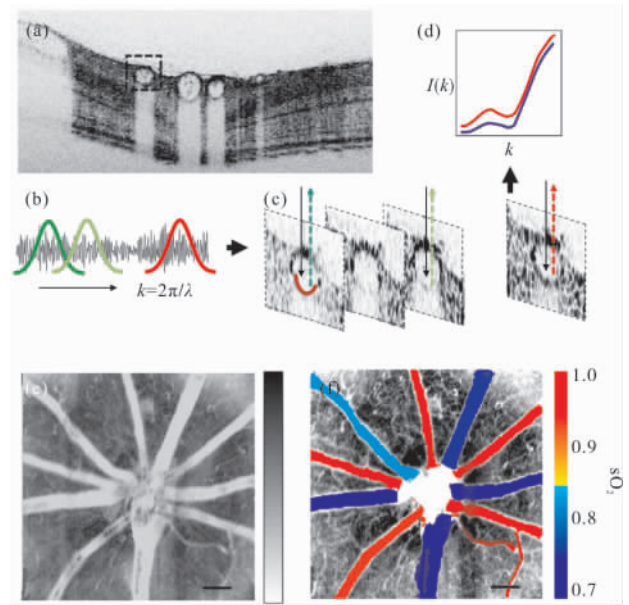 (a)
(d)
I(k)
k
(b)
(c)
k=2π/λ
(e)
(f)
1.0
0.9
0.8
0.7
sO₂